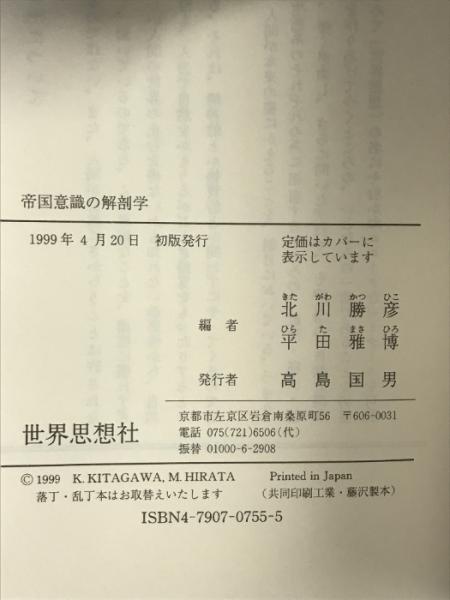 帝国意識の解剖学
1999年4月20日 初版発行
定価はカバーに
表示しています
編者
きた がわ かつ ひこ
北川勝彦
ひら た まさ ひろ
平田雅博
発行者 高島国男
世界思想社
京都市左京区岩倉南桑原町56 〒606-0031
電話 075(721)6506(代)
振替 01000-6-2908
©1999 K. KITAGAWA, M. HIRATA Printed in Japan
落丁・乱丁本はお取替えいたします (共同印刷工業・藤沢製本)
ISBN4-7907-0755-5